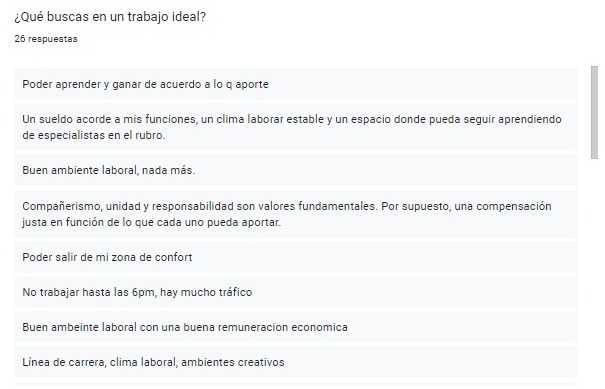 ¿Qué buscas en un trabajo ideal?
26 respuestas
Poder aprender y ganar de acuerdo a lo q aporte
Un sueldo acorde a mis funciones, un clima laborar estable y un espacio donde pueda seguir aprendiendo
de especialistas en el rubro.
Buen ambiente laboral, nada más.
Compañerismo, unidad y responsabilidad son valores fundamentales. Por supuesto, una compensación
justa en función de lo que cada uno pueda aportar.
Poder salir de mi zona de confort
No trabajar hasta las 6pm, hay mucho tráfico
Buen ambeinte laboral con una buena remuneracion economica
Línea de carrera, clima laboral, ambientes creativos